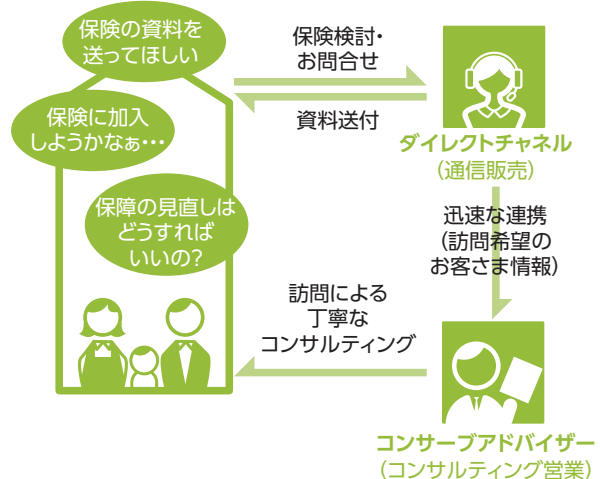 保険の資料を
送ってほしい
保険に加入
しようかなぁ…
保障の見直しは
どうすれば
いいの?
保険検討・
お問合せ
資料送付
ダイレクトチャネル
(通信販売)
迅速な連携
(訪問希望の
お客さま情報)
訪問による
丁寧な
コンサルティング
コンサーブアドバイザー
(コンサルティング営業)